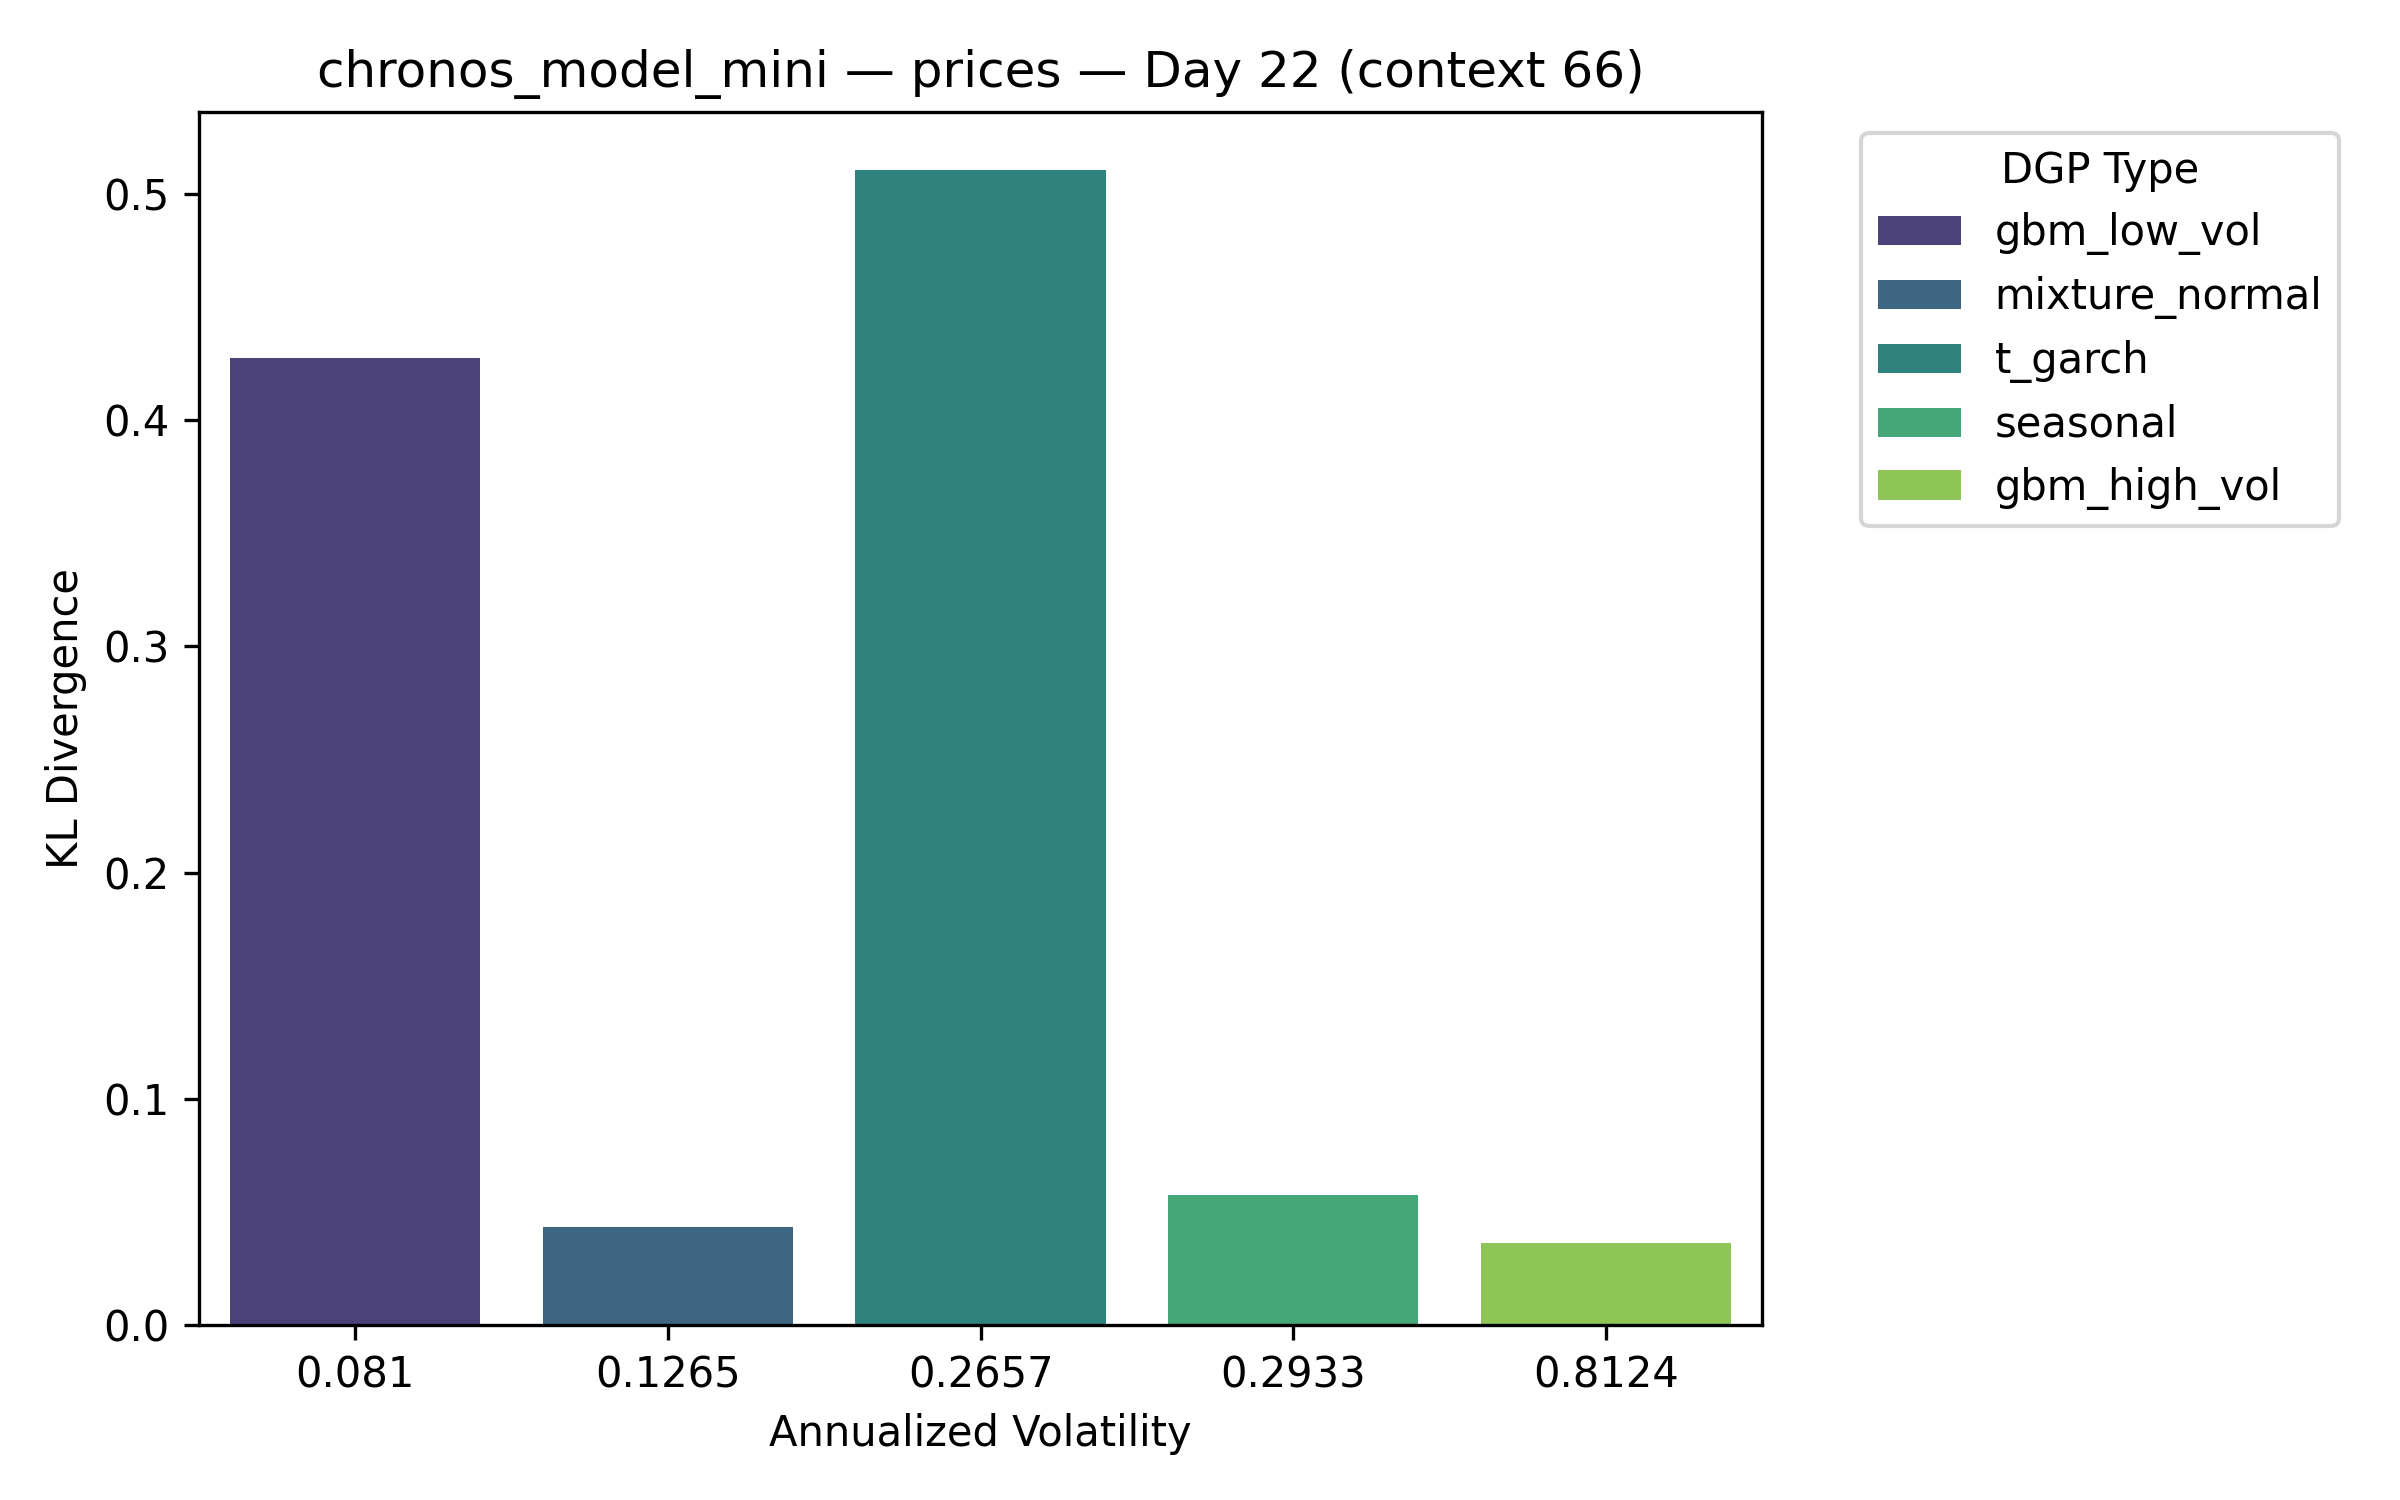 chronos_model_mini — prices — Day 22 (context 66)
DGP Type
gbm_low_vol
mixture_normal
t_garch
seasonal
gbm_high_vol
KL Divergence
0.5
0.4
0.3
0.2
0.1
0.0
0.081 0.1265 0.2657 0.2933 0.8124
Annualized Volatility